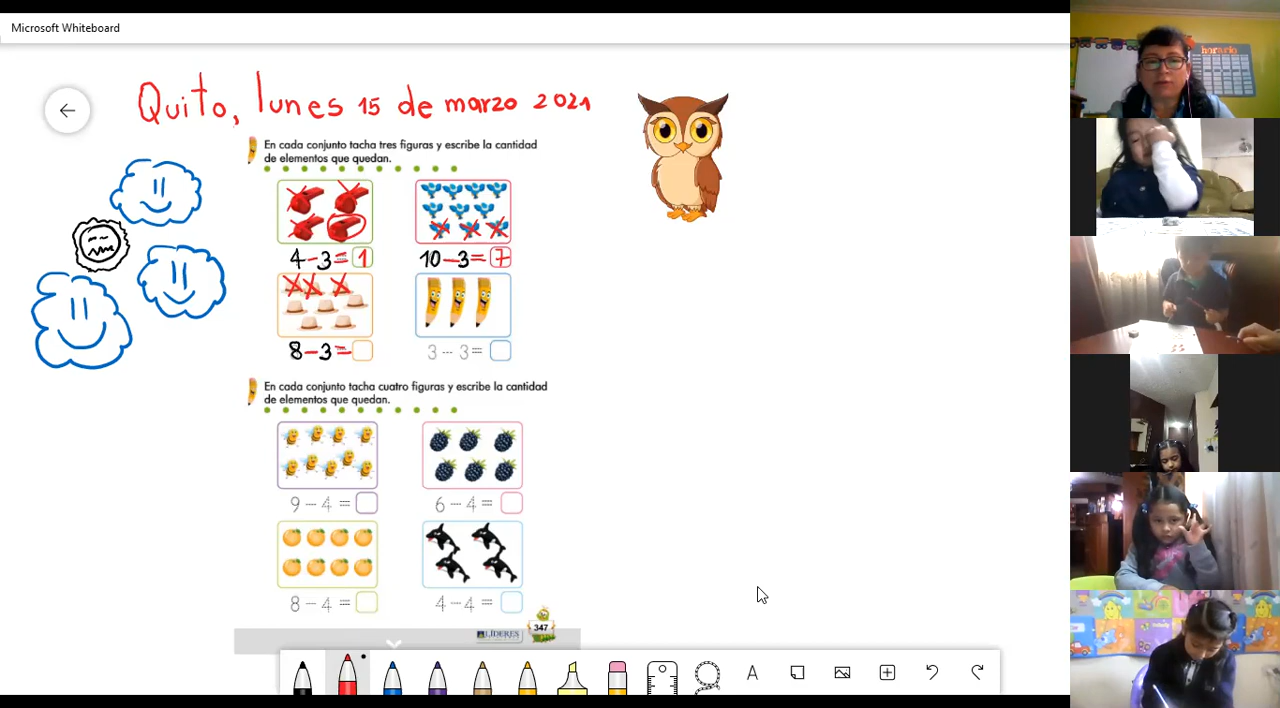 Microsoft Whiteboard
Quito, lunes 15 de marzo 2021
En cada conjunto tacha tres figuras y escribe la cantidad
de elementos que quedan.
4-3=1
10-3=7
8-3=
3-3=
En cada conjunto tacha cuatro figuras y escribe la cantidad
de elementos que quedan.
9-4=
6-4=
8-4=
4-4=
LÍDERES
347
A
horario